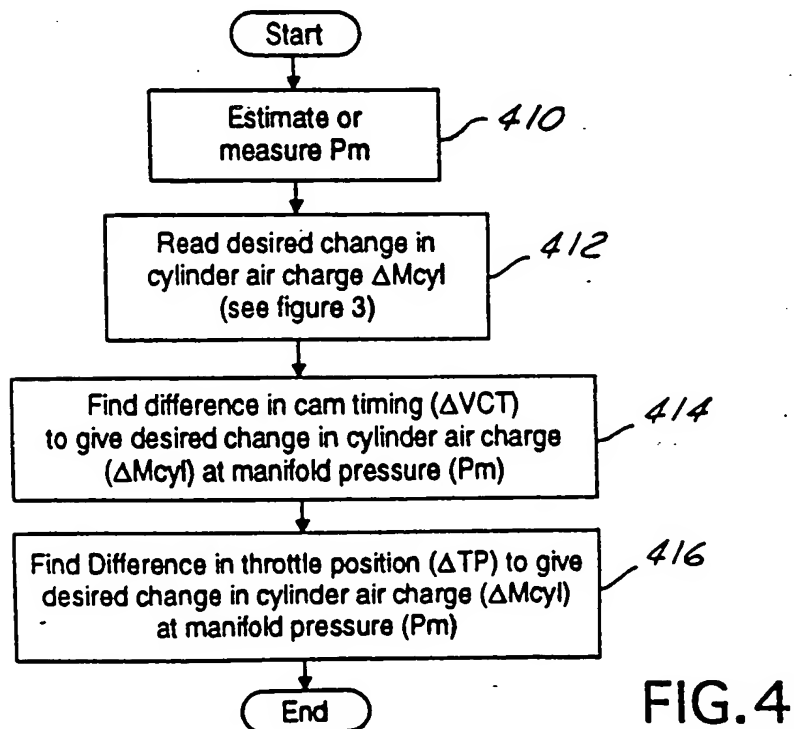 Start
Estimate or
measure Pm
410
Read desired change in
cylinder air charge ΔMcyl
(see figure 3)
412
Find difference in cam timing (ΔVCT)
to give desired change in cylinder air charge
(ΔMcyl) at manifold pressure (Pm)
414
Find Difference in throttle position (ΔTP) to give
desired change in cylinder air charge (ΔMcyl)
at manifold pressure (Pm)
416
End
FIG.4